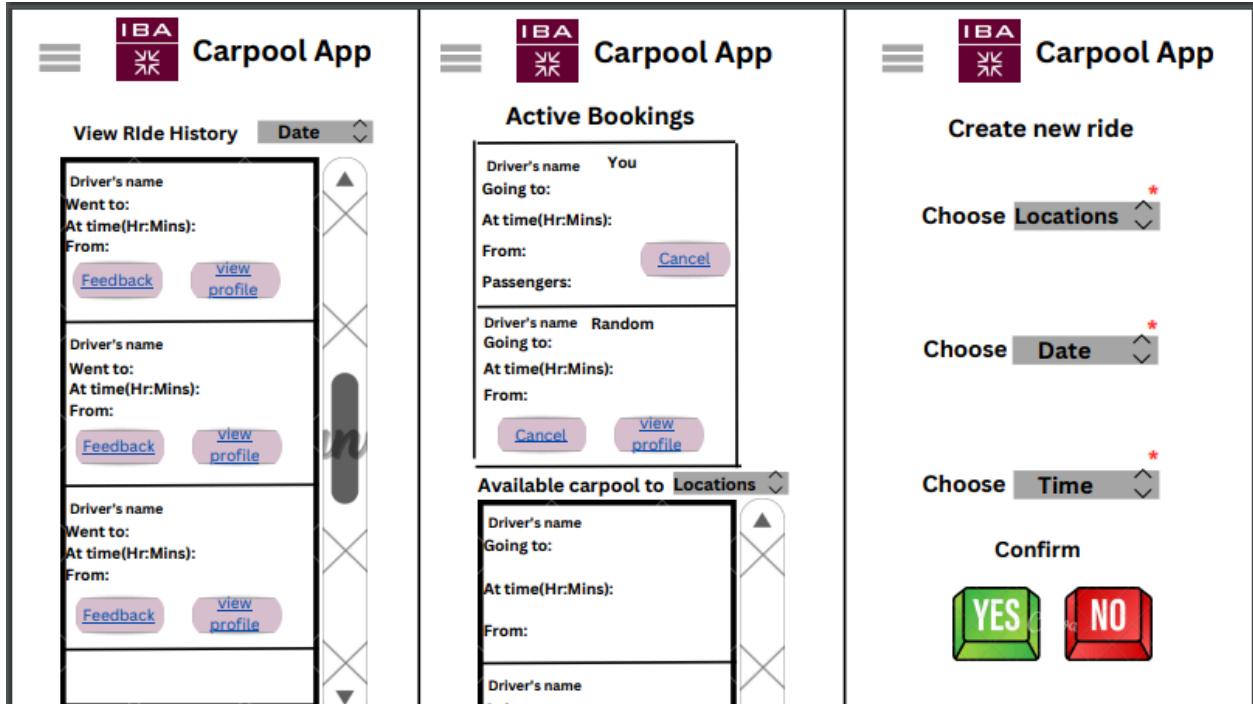 IBA
Carpool App
View RIde History
Date
Driver's name
Went to:
At time(Hr:Mins):
From:
Feedback
view
profile
Driver's name
Went to:
At time(Hr:Mins):
From:
Feedback
view
profile
Driver's name
Went to:
At time(Hr:Mins):
From:
Feedback
view
profile
IBA
Carpool App
Active Bookings
Driver's name You
Going to:
At time(Hr:Mins):
From:
Cancel
Passengers:
Driver's name Random
Going to:
At time(Hr:Mins):
From:
Cancel
view
profile
Available carpool to Locations
Driver's name
Going to:
At time(Hr:Mins):
From:
Driver's name
IBA
Carpool App
Create new ride
*
Choose Locations
*
Choose Date
*
Choose Time
Confirm
YES
NO